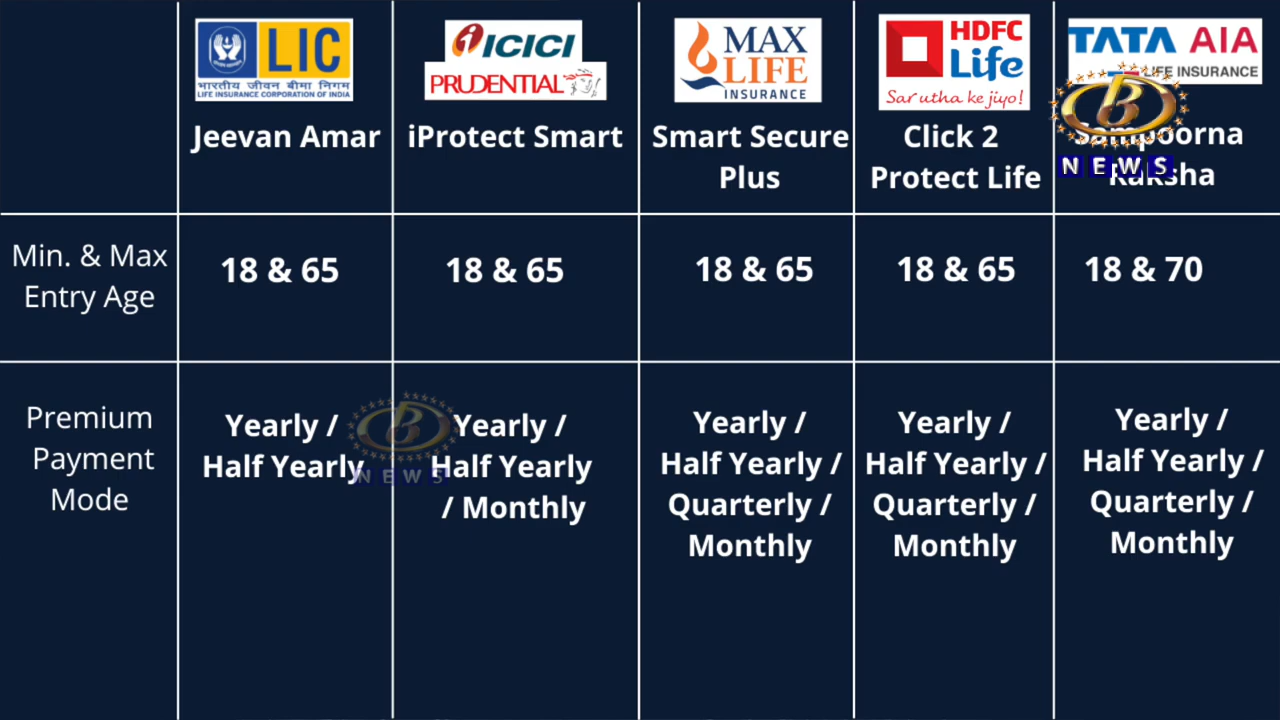 LIC
भारतीय जीवन बीमा निगम
LIFE INSURANCE CORPORATION OF INDIA
Jeevan Amar
ICICI
PRUDENTIAL
iProtect Smart
MAX
LIFE
INSURANCE
Smart Secure
Plus
HDFC
Life
Sar utha ke jiyo!
Click 2
Protect Life
TATA AIA
LIFE INSURANCE
B
NEWS
Sampoorna
Raksha
Min. & Max
Entry Age
18 & 65
18 & 65
18 & 65
18 & 65
18 & 70
Premium
Payment
Mode
Yearly /
Half Yearly
B
NEWS
Yearly /
Half Yearly
/ Monthly
Yearly /
Half Yearly /
Quarterly /
Monthly
Yearly /
Half Yearly /
Quarterly /
Monthly
Yearly /
Half Yearly /
Quarterly /
Monthly